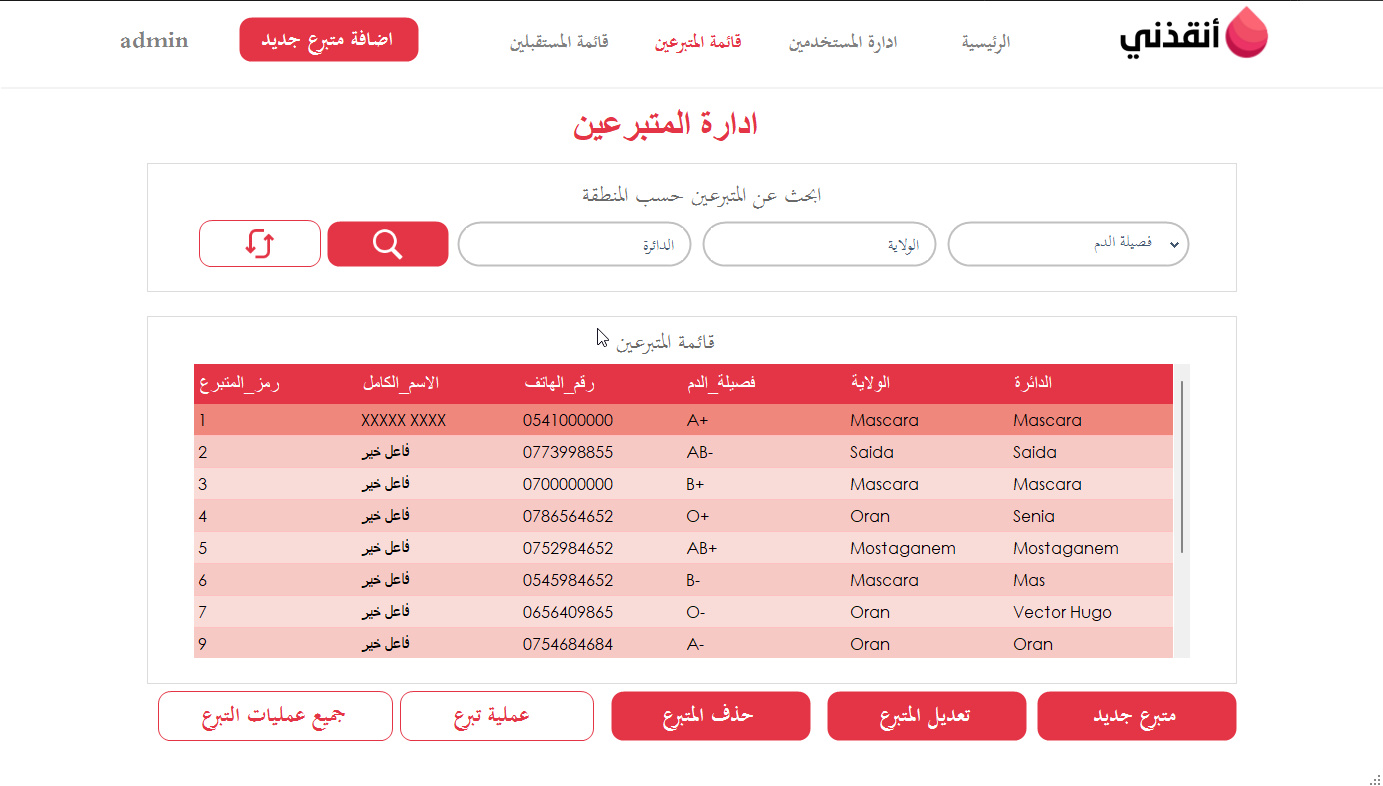 أنقذني
الرئيسية
ادارة المستخدمين
قائمة المتبرعين
قائمة المستقبلين
اضافة متبرع جديد
admin
ادارة المتبرعين
ابحث عن المتبرعين حسب المنطقة
فصيلة الدم
الولاية
الدائرة
قائمة المتبرعين
رمز_المتبرع الاسم_الكامل رقم_الهاتف فصيلة_الدم الولاية الدائرة
1 XXXXX XXXX 0541000000 A+ Mascara Mascara
2 فاعل خير 0773998855 AB- Saida Saida
3 فاعل خير 0700000000 B+ Mascara Mascara
4 فاعل خير 0786564652 O+ Oran Senia
5 فاعل خير 0752984652 AB+ Mostaganem Mostaganem
6 فاعل خير 0545984652 B- Mascara Mas
7 فاعل خير 0656409865 O- Oran Vector Hugo
9 فاعل خير 0754684684 A- Oran Oran
متبرع جديد
تعديل المتبرع
حذف المتبرع
عملية تبرع
جميع عمليات التبرع